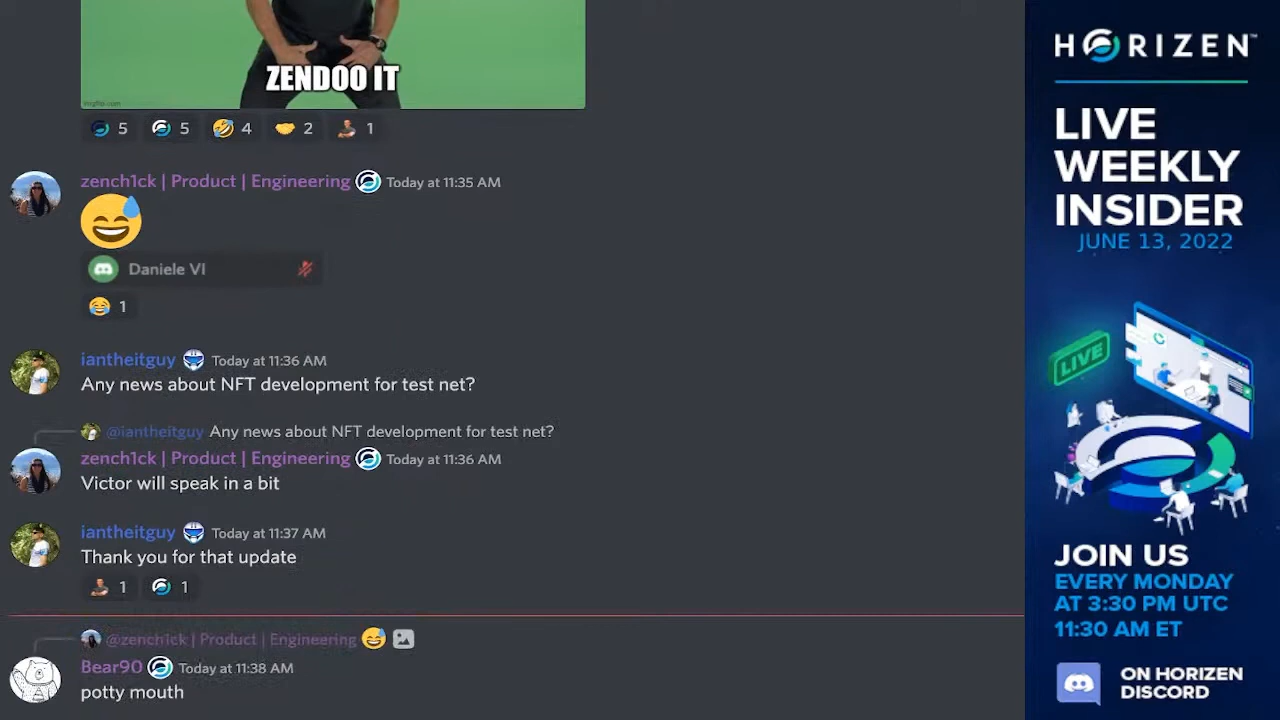 ZENDOO IT
imgflip.com
5 5 4 2 1
zench1ck | Product | Engineering Today at 11:35 AM
Daniele VI
1
iantheitguy Today at 11:36 AM
Any news about NFT development for test net?
@iantheitguy Any news about NFT development for test net?
zench1ck | Product | Engineering Today at 11:36 AM
Victor will speak in a bit
iantheitguy Today at 11:37 AM
Thank you for that update
1 1
@zench1ck | Product | Engineering
Bear90 Today at 11:38 AM
potty mouth
HORIZEN™
LIVE
WEEKLY
INSIDER
JUNE 13, 2022
LIVE
JOIN US
EVERY MONDAY
AT 3:30 PM UTC
11:30 AM ET
ON HORIZEN
DISCORD